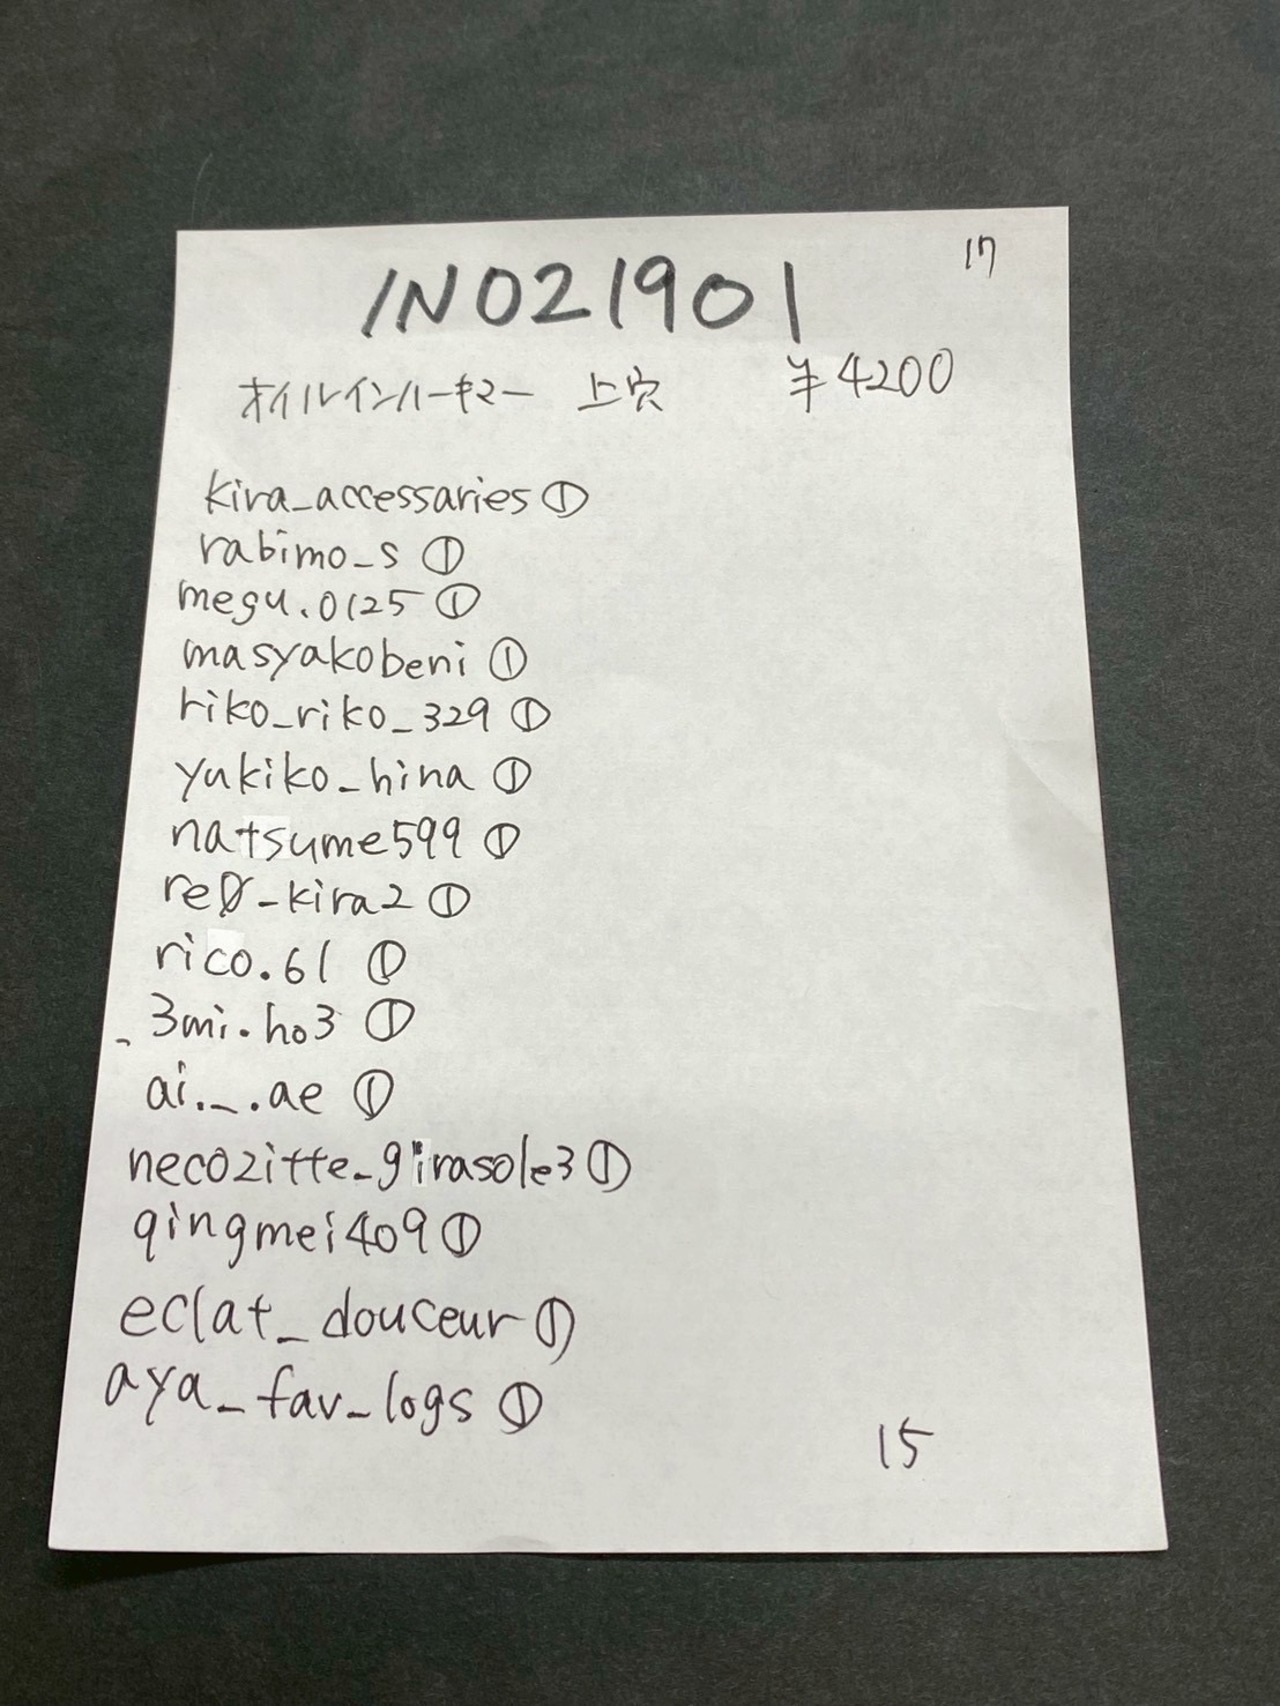 17
IN021901
オイルインハーキマー 上穴 ¥4200
kira_accessaries ①
rabimo_s ①
megu.0125 ①
masyakobeni ①
riko_riko_329 ①
yukiko_hina ①
natsume599 ①
re0_kira2 ①
rico.61 ①
_3mi.ho3 ①
ai._.ae ①
necozitte_girasole3 ①
qingmei409 ①
eclat_douceur ①
aya_fav_logs ①
15